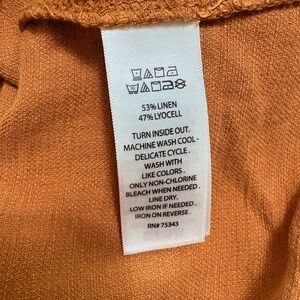 53% LINEN
47% LYOCELL
TURN INSIDE OUT.
MACHINE WASH COOL -
DELICATE CYCLE.
WASH WITH
LIKE COLORS.
ONLY NON-CHLORINE
BLEACH WHEN NEEDED.
LINE DRY.
LOW IRON IF NEEDED.
IRON ON REVERSE.
RN# 75343